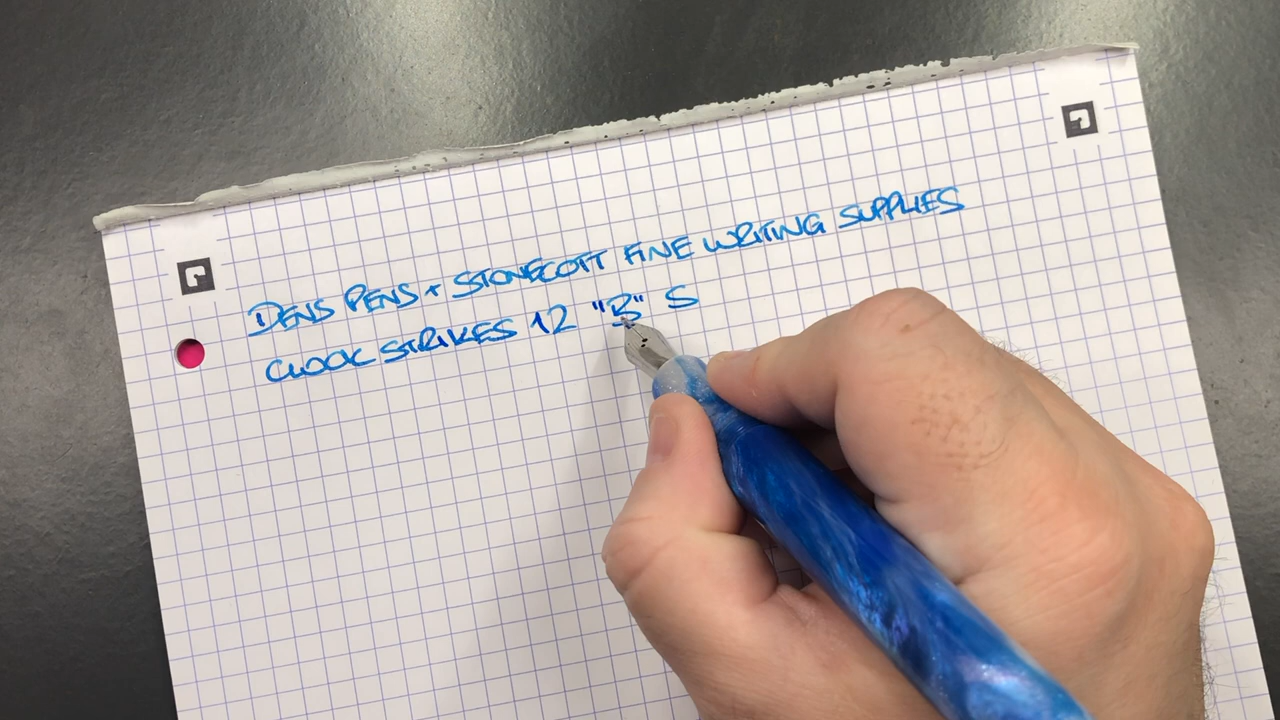 DENS PENS + STONECOTT FINE WRITING SUPPLIES
CLOCK STRIKES 12 "B" S